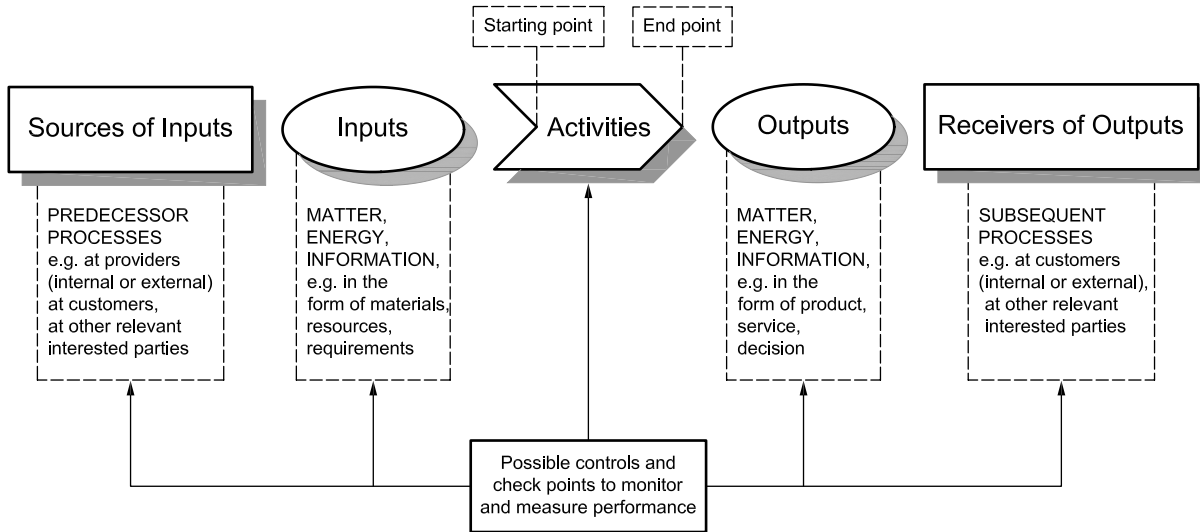 Starting point
End point
Sources of Inputs
Inputs
Activities
Outputs
Receivers of Outputs
PREDECESSOR
PROCESSES
e.g. at providers
(internal or external)
at customers,
at other relevant
interested parties
MATTER,
ENERGY,
INFORMATION,
e.g. in the
form of materials,
resources,
requirements
MATTER,
ENERGY,
INFORMATION,
e.g. in the
form of product,
service,
decision
SUBSEQUENT
PROCESSES
e.g. at customers
(internal or external),
at other relevant
interested parties
Possible controls and
check points to monitor
and measure performance